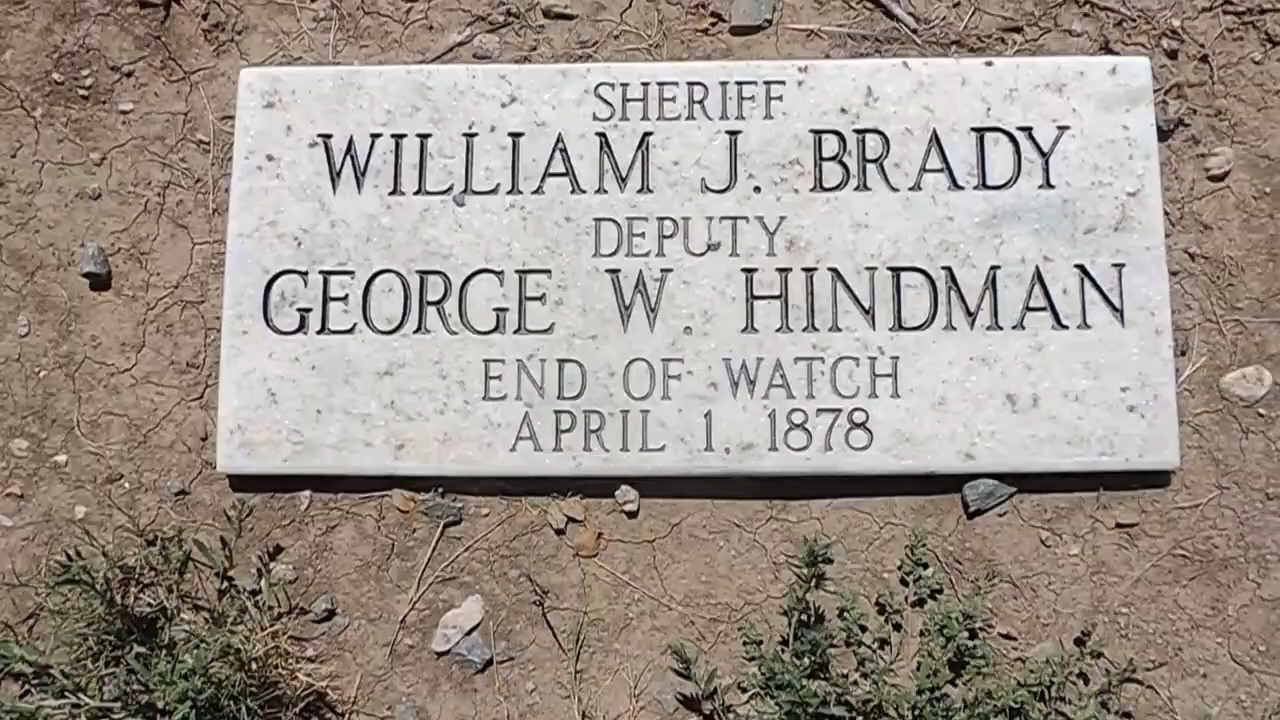 SHERIFF
WILLIAM J. BRADY
DEPUTY
GEORGE W. HINDMAN
END OF WATCH
APRIL 1, 1878